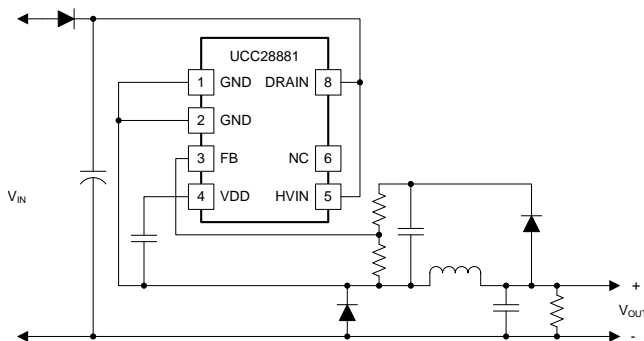 UCC28881
1 GND DRAIN 8
2 GND
3 FB NC 6
4 VDD HVIN 5
VIN
+
VOUT
-